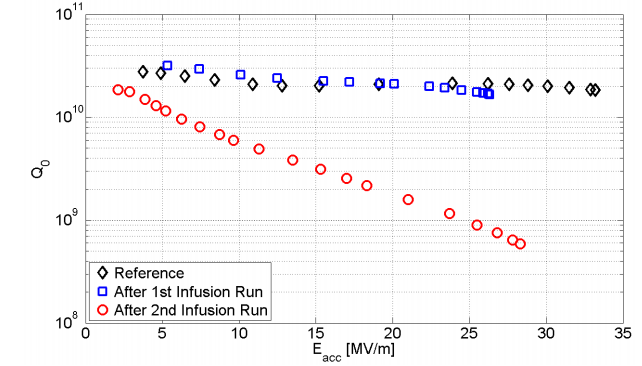 10^11
10^10
10^9
10^8
Q_0
Reference
After 1st Infusion Run
After 2nd Infusion Run
0 5 10 15 20 25 30 35
E_acc [MV/m]